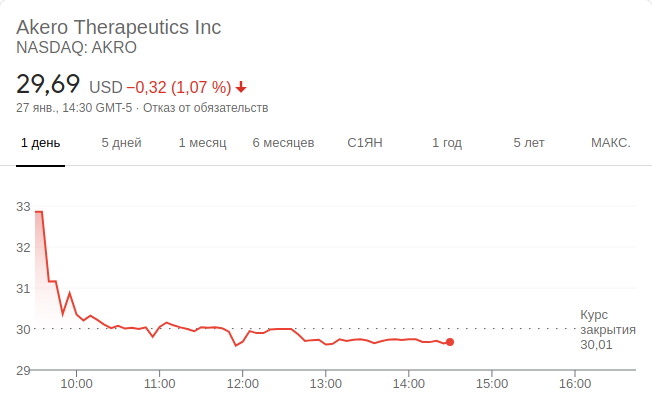 Akero Therapeutics Inc
NASDAQ: AKRO
29,69 USD −0,32 (1,07 %)
27 янв., 14:30 GMT-5 · Отказ от обязательств
1 день 5 дней 1 месяц 6 месяцев С1ЯН 1 год 5 лет МАКС.
33
32
31
30
29
Курс
закрытия
30,01
10:00 11:00 12:00 13:00 14:00 15:00 16:00